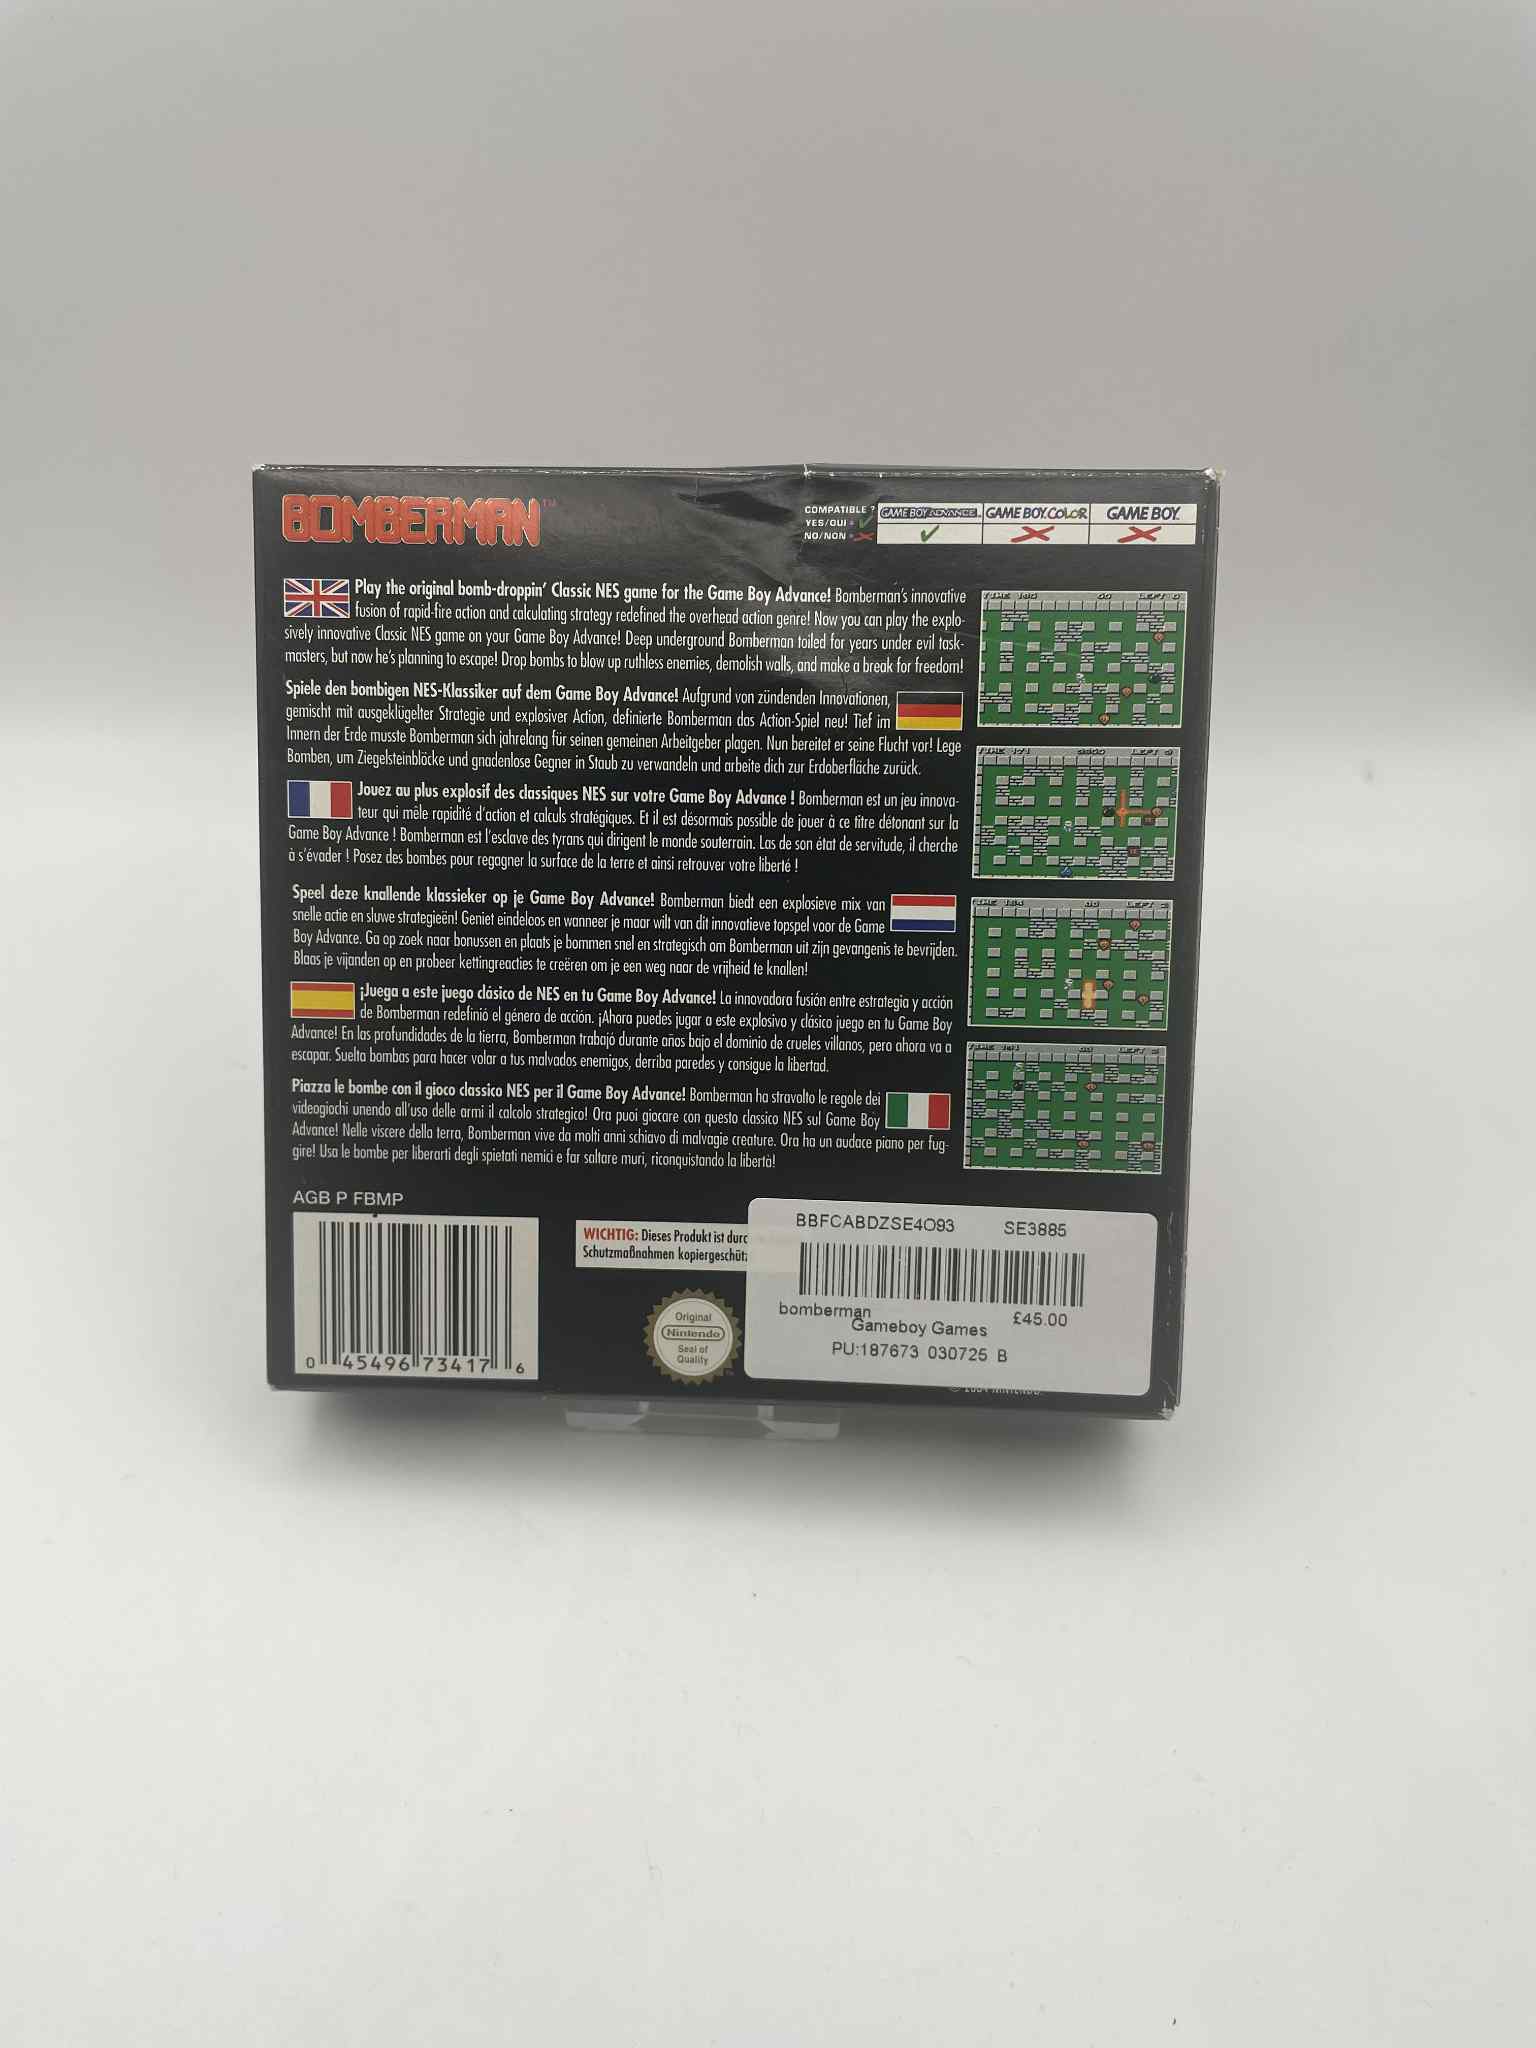 BOMBERMAN™
COMPATIBLE ?
YES/OUI =
NO/NON =
GAME BOY ADVANCE
GAME BOY COLOR
GAME BOY
Play the original bomb-droppin' Classic NES game for the Game Boy Advance! Bomberman's innovative
fusion of rapid-fire action and calculating strategy redefined the overhead action genre! Now you can play the explo-
sively innovative Classic NES game on your Game Boy Advance! Deep underground Bomberman toiled for years under evil task-
masters, but now he's planning to escape! Drop bombs to blow up ruthless enemies, demolish walls, and make a break for freedom!
Spiele den bombigen NES-Klassiker auf dem Game Boy Advance! Aufgrund von zündenden Innovationen,
gemischt mit ausgeklügelter Strategie und explosiver Action, definierte Bomberman das Action-Spiel neu! Tief im
Innern der Erde musste Bomberman sich jahrelang für seinen gemeinen Arbeitgeber plagen. Nun bereitet er seine Flucht vor! Lege
Bomben, um Ziegelsteinblöcke und gnadenlose Gegner in Staub zu verwandeln und arbeite dich zur Erdoberfläche zurück.
Jouez au plus explosif des classiques NES sur votre Game Boy Advance ! Bomberman est un jeu innova-
teur qui mêle rapidité d'action et calculs stratégiques. Et il est désormais possible de jouer à ce titre détonant sur la
Game Boy Advance ! Bomberman est l'esclave des tyrans qui dirigent le monde souterrain. Las de son état de servitude, il cherche
à s'évader ! Posez des bombes pour regagner la surface de la terre et ainsi retrouver votre liberté !
Speel deze knallende klassieker op je Game Boy Advance! Bomberman biedt een explosieve mix van
snelle actie en sluwe strategieën! Geniet eindeloos en wanneer je maar wilt van dit innovatieve topspel voor de Game
Boy Advance. Ga op zoek naar bonussen en plaats je bommen snel en strategisch om Bomberman uit zijn gevangenis te bevrijden.
Blaas je vijanden op en probeer kettingreacties te creëren om je een weg naar de vrijheid te knallen!
¡Juega a este juego clásico de NES en tu Game Boy Advance! La innovadora fusión entre estrategia y acción
de Bomberman redefinió el género de acción. ¡Ahora puedes jugar a este explosivo y clásico juego en tu Game Boy
Advance! En las profundidades de la tierra, Bomberman trabajó durante años bajo el dominio de crueles villanos, pero ahora va a
escapar. Suelta bombas para hacer volar a tus malvados enemigos, derriba paredes y consigue la libertad.
Piazza le bombe con il gioco classico NES per il Game Boy Advance! Bomberman ha stravolto le regole dei
videogiochi unendo all'uso delle armi il calcolo strategico! Ora puoi giocare con questo classico NES sul Game Boy
Advance! Nelle viscere della terra, Bomberman vive da molti anni schiavo di malvagie creature. Ora ha un audace piano per fug-
gire! Usa le bombe per liberarti degli spietati nemici e far saltare muri, riconquistando la libertà!
AGB P FBMP
0 45496 73417 6
WICHTIG: Dieses Produkt ist durc
Schutzmaßnahmen kopiergeschütz
Original
Nintendo
Seal of
Quality
BBFCABDZSE4O93 SE3885
bomberman
£45.00
Gameboy Games
PU:187673 030725 B